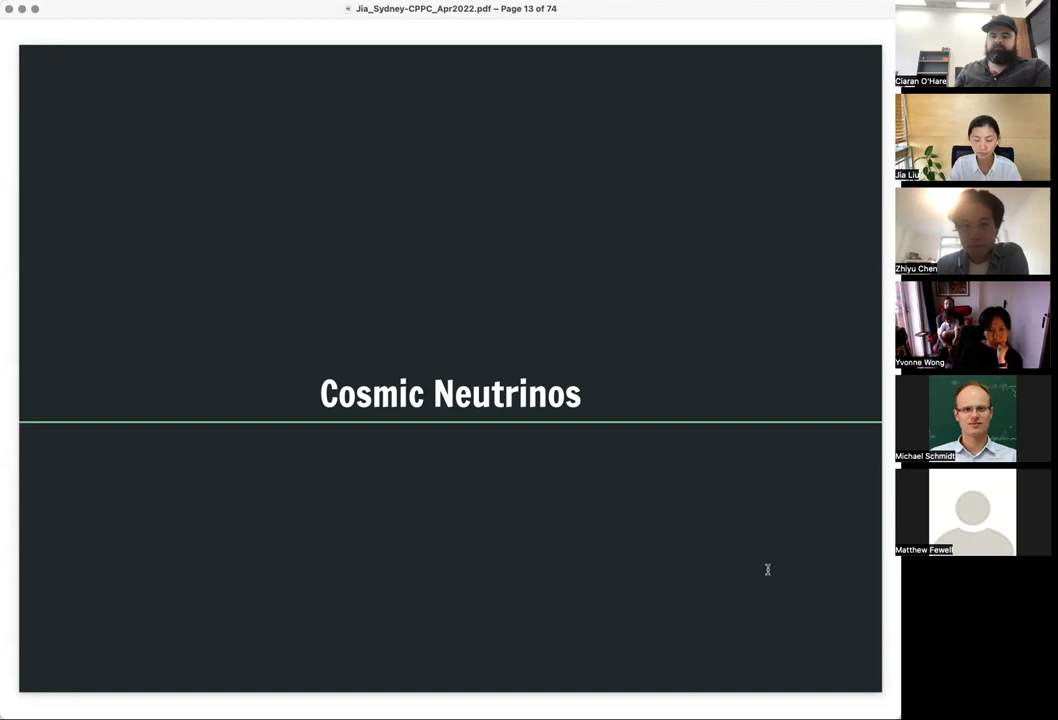 Jia_Sydney-CPPC_Apr2022.pdf – Page 13 of 74
Cosmic Neutrinos
Ciaran O'Hare
Jia Liu
Zhiyu Chen
Yvonne Wong
Michael Schmidt
Matthew Fewell